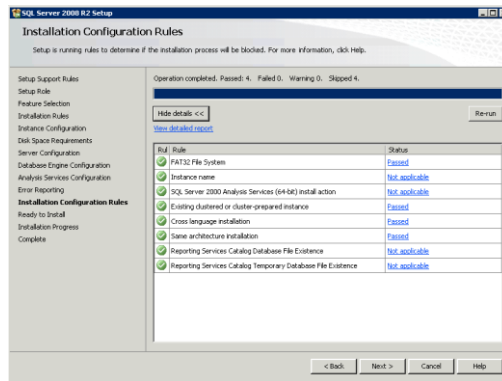 SQL Server 2008 R2 Setup
Installation Configuration Rules
Setup is running rules to determine if the installation process will be blocked. For more information, click Help.
Setup Support Rules
Setup Role
Feature Selection
Installation Rules
Instance Configuration
Disk Space Requirements
Server Configuration
Database Engine Configuration
Analysis Services Configuration
Error Reporting
Installation Configuration Rules
Ready to Install
Installation Progress
Complete
Operation completed. Passed: 4. Failed 0. Warning 0. Skipped 4.
Hide details <<
Re-run
View detailed report
Rul Rule Status
FAT32 File System Passed
Instance name Not applicable
SQL Server 2000 Analysis Services (64-bit) install action Not applicable
Existing clustered or cluster-prepared instance Passed
Cross language installation Passed
Same architecture installation Passed
Reporting Services Catalog Database File Existence Not applicable
Reporting Services Catalog Temporary Database File Existence Not applicable
< Back
Next >
Cancel
Help